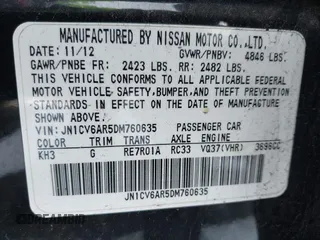 MANUFACTURED BY NISSAN MOTOR CO.,LTD.
DATE: 11/12 GVWR/PNBV: 4846 LBS.
GAWR/PNBE FR: 2423 LBS. RR: 2482 LBS.
THIS VEHICLE CONFORMS TO ALL APPLICABLE FEDERAL
MOTOR VEHICLE SAFETY,BUMPER,AND THEFT PREVENTION
STANDARDS IN EFFECT ON THE DATE OF MANUFACTURE
SHOWN ABOVE.
VIN: JN1CV6AR5DM760635 PASSENGER CAR
COLOR TRIM TRANS AXLE ENGINE
KH3 G RE7R01A RC33 VQ37(VHR) 3696CC
JN1CV6AR5DM760635